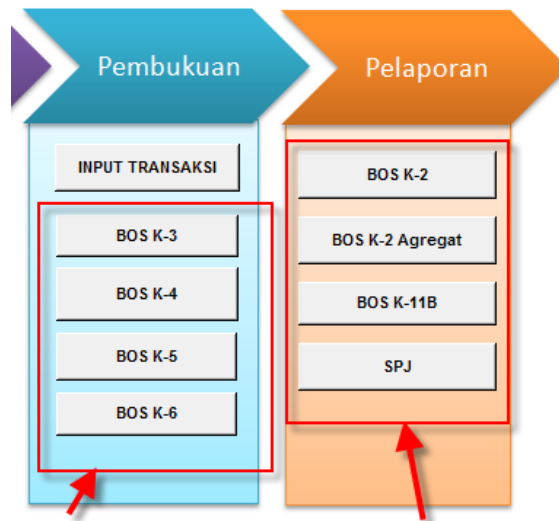 Pembukuan
INPUT TRANSAKSI
BOS K-3
BOS K-4
BOS K-5
BOS K-6
Pelaporan
BOS K-2
BOS K-2 Agregat
BOS K-11B
SPJ